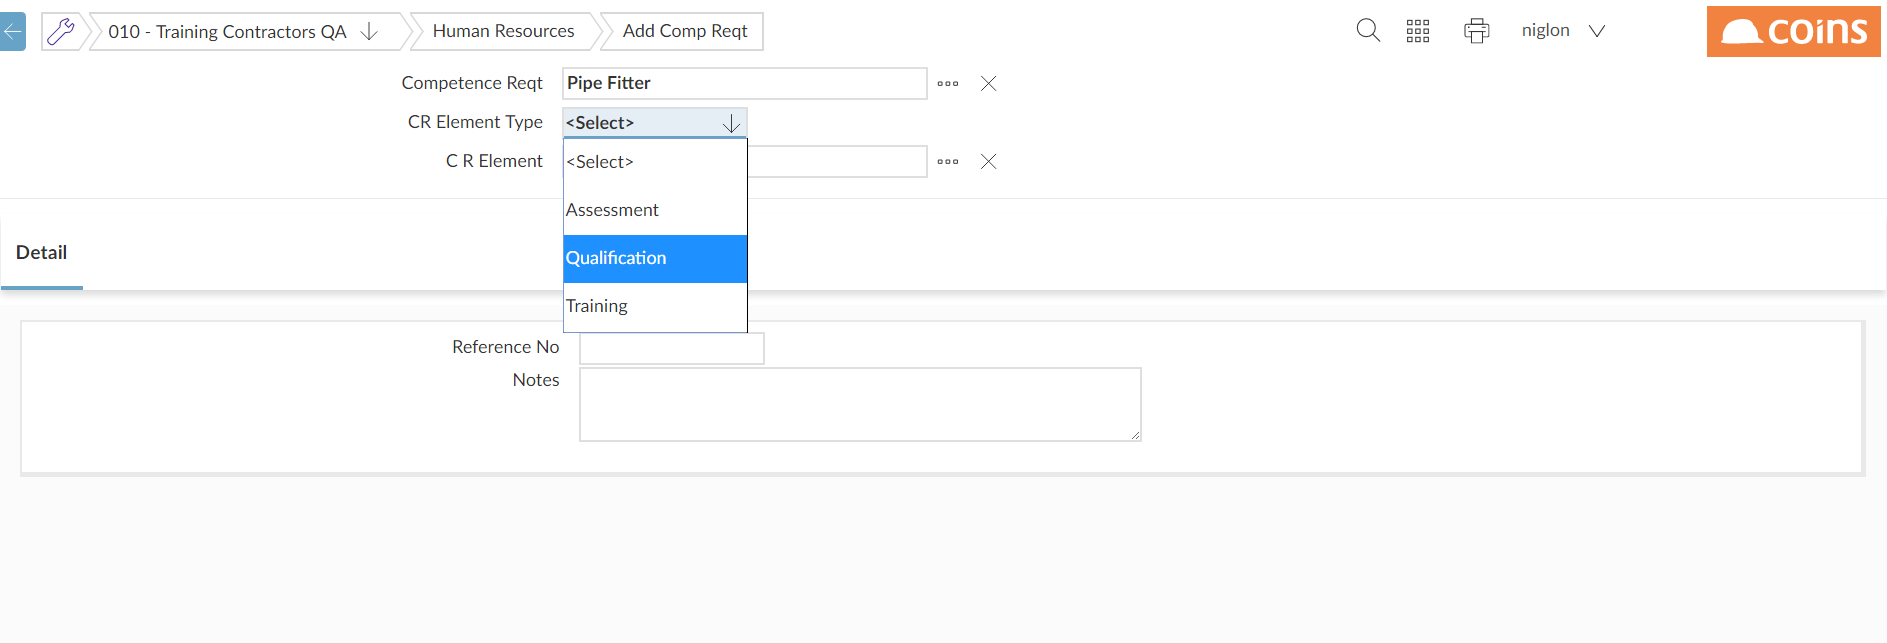 010 - Training Contractors QA Human Resources Add Comp Reqt niglon coins
Competence Reqt Pipe Fitter
CR Element Type <Select>
C R Element <Select>
Assessment
Detail
Qualification
Training
Reference No
Notes